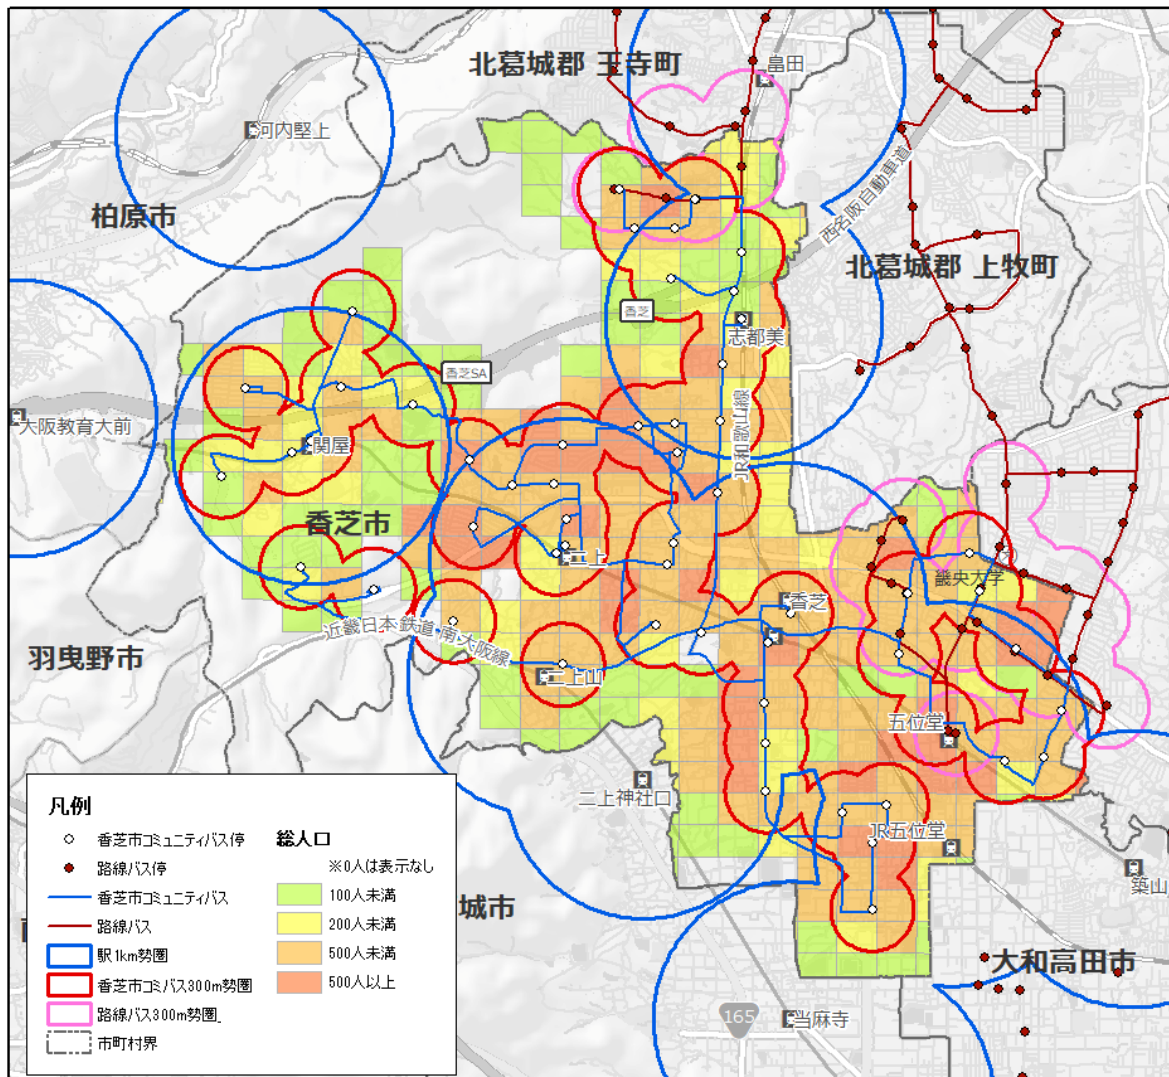 北葛城郡 王寺町
畠田
河内堅上
柏原市
西名阪自動車道
北葛城郡 上牧町
香芝
志都美
香芝SA
大阪教育大前
JR和歌山線
関屋
香芝市
二上
畿央大学
香芝
羽曳野市
近畿日本鉄道南大阪線
二上山
五位堂
二上神社口
JR五位堂
築山
城市
大和高田市
165
当麻寺
凡例
香芝市コミュニティバス停
路線バス停
香芝市コミュニティバス
路線バス
駅1km勢圏
香芝市コミバス300m勢圏
路線バス300m勢圏
市町村界
総人口
※0人は表示なし
100人未満
200人未満
500人未満
500人以上